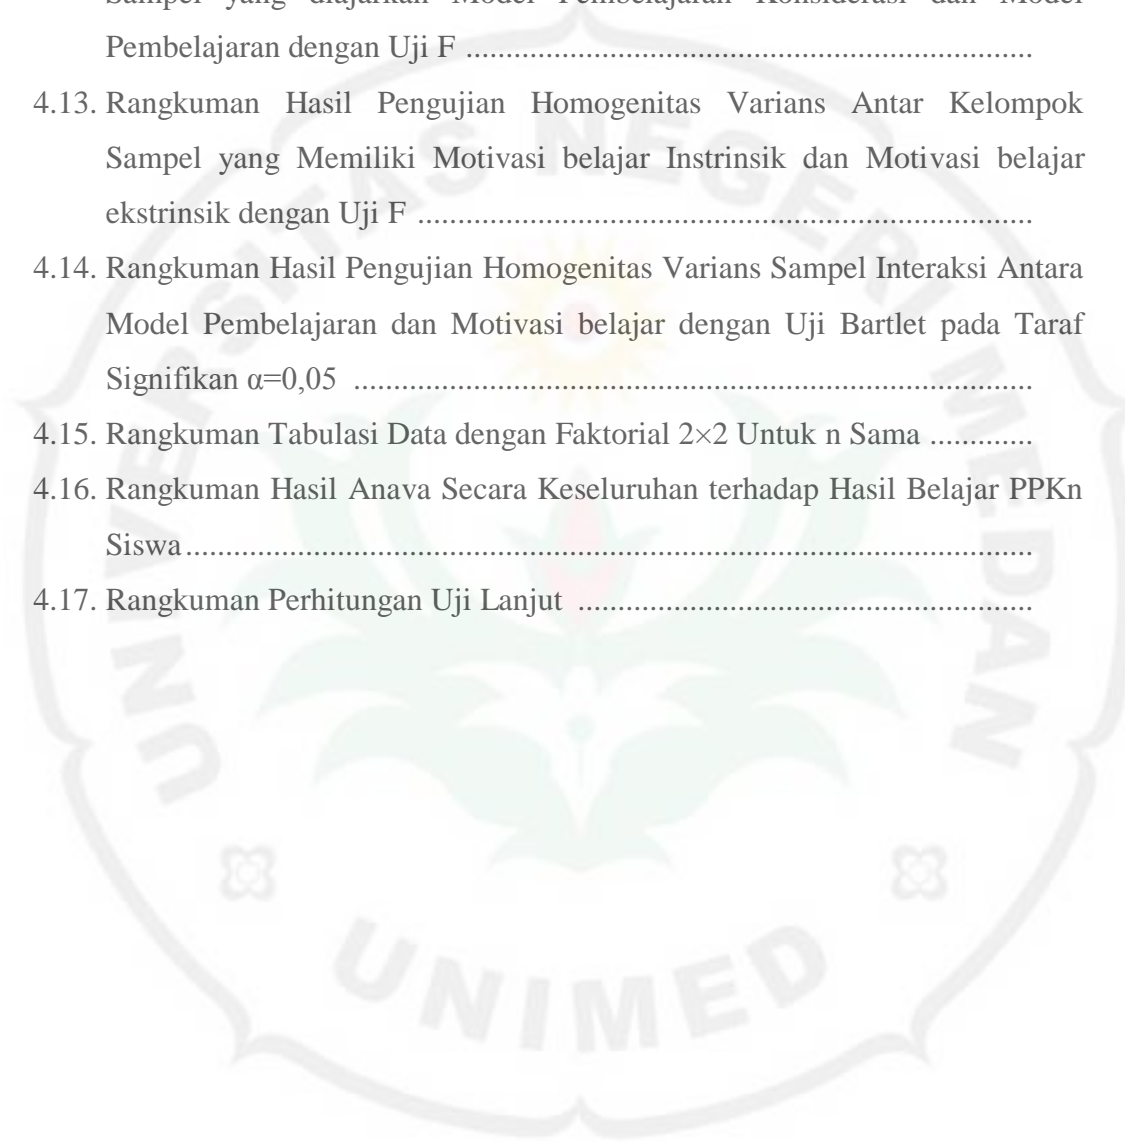 Sampel yang diajarkan Model Pembelajaran Konsiderasi dan Model
Pembelajaran dengan Uji F .......................................................................
4.13. Rangkuman Hasil Pengujian Homogenitas Varians Antar Kelompok
Sampel yang Memiliki Motivasi belajar Instrinsik dan Motivasi belajar
ekstrinsik dengan Uji F .............................................................................
4.14. Rangkuman Hasil Pengujian Homogenitas Varians Sampel Interaksi Antara
Model Pembelajaran dan Motivasi belajar dengan Uji Bartlet pada Taraf
Signifikan α=0,05 .....................................................................................
4.15. Rangkuman Tabulasi Data dengan Faktorial 2×2 Untuk n Sama .............
4.16. Rangkuman Hasil Anava Secara Keseluruhan terhadap Hasil Belajar PPKn
Siswa..........................................................................................................
4.17. Rangkuman Perhitungan Uji Lanjut .........................................................
UNIVERSITAS NEGERI MEDAN
UNIMED